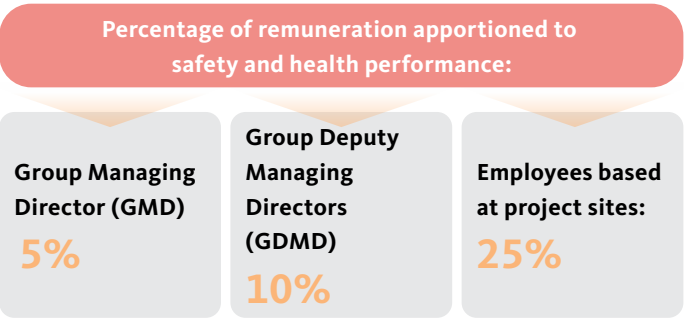 Percentage of remuneration apportioned to
safety and health performance:
Group Managing
Director (GMD)
5%
Group Deputy
Managing
Directors
(GDMD)
10%
Employees based
at project sites:
25%